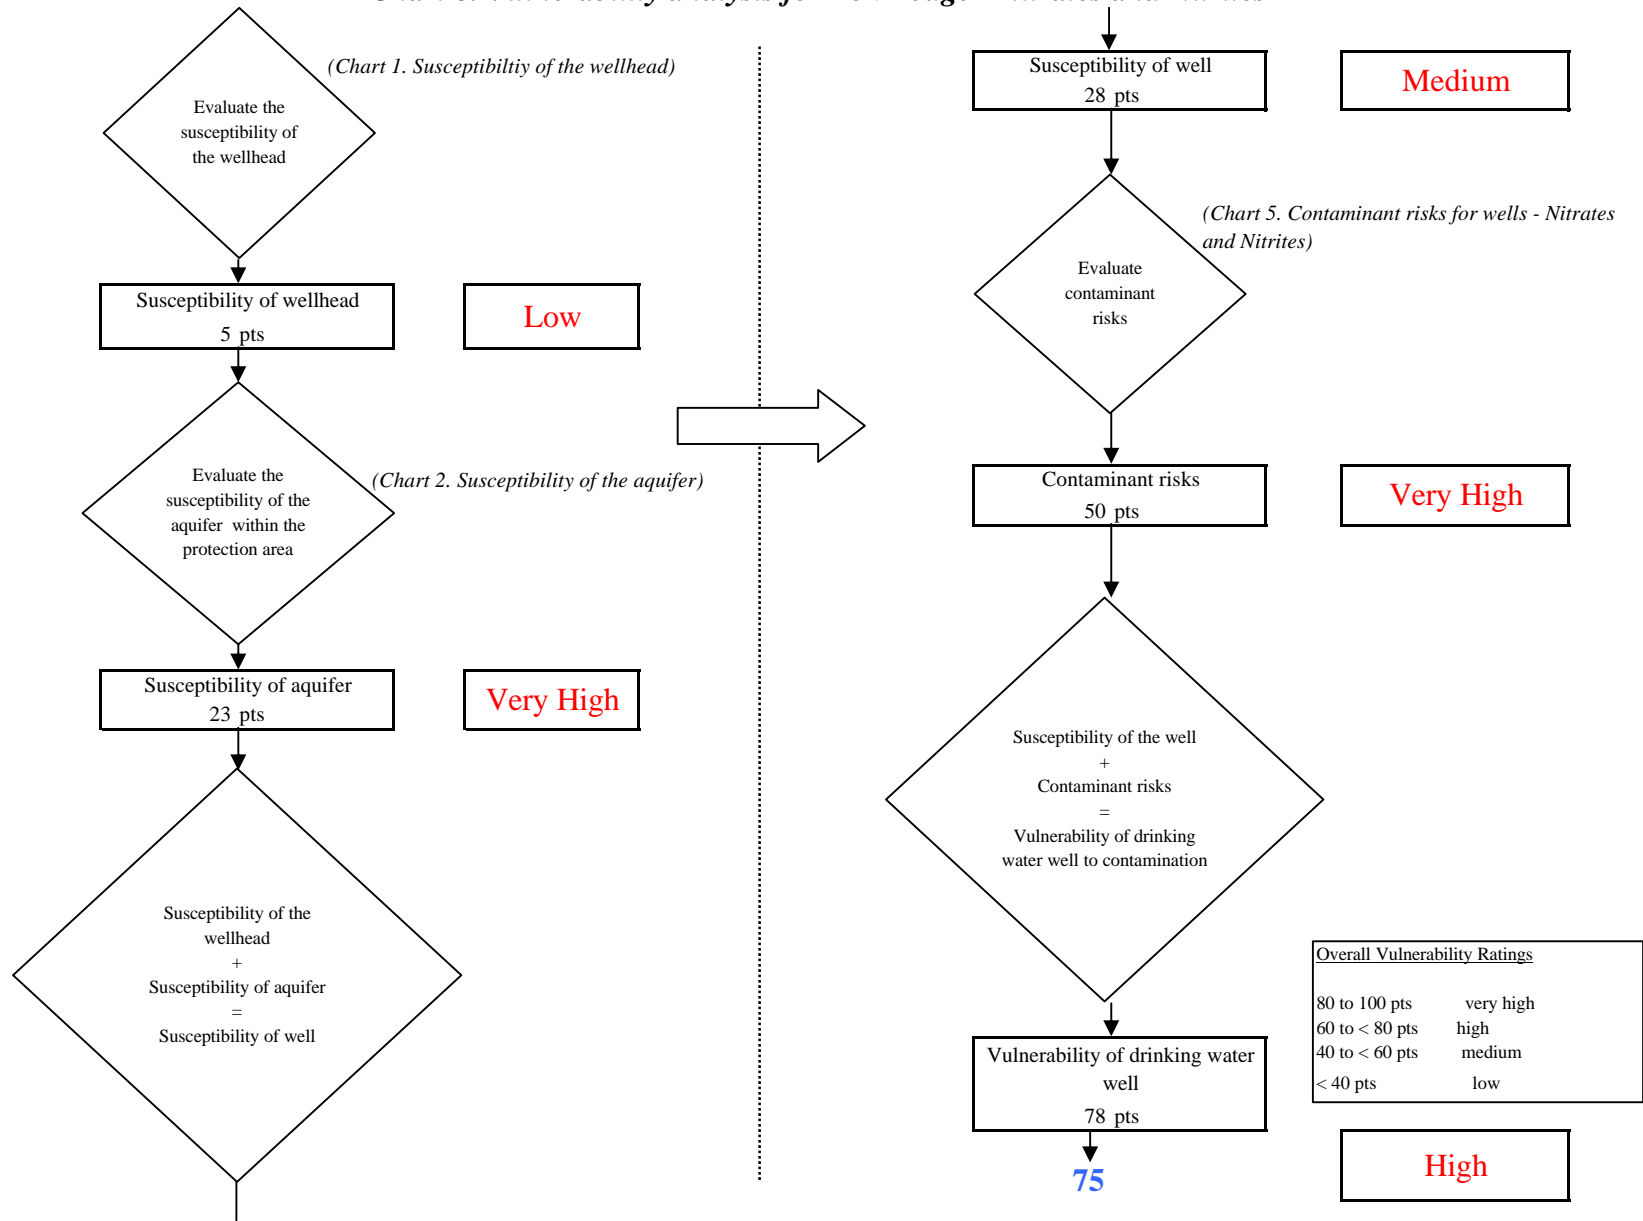 (Chart 1. Susceptibiltiy of the wellhead)
Evaluate the
susceptibility of
the wellhead
Susceptibility of wellhead
5 pts
Low
Evaluate the
susceptibility of the
aquifer within the
protection area
(Chart 2. Susceptibility of the aquifer)
Susceptibility of aquifer
23 pts
Very High
Susceptibility of the
wellhead
+
Susceptibility of aquifer
=
Susceptibility of well
Susceptibility of well
28 pts
Medium
(Chart 5. Contaminant risks for wells - Nitrates
and Nitrites)
Evaluate
contaminant
risks
Contaminant risks
50 pts
Very High
Susceptibility of the well
+
Contaminant risks
=
Vulnerability of drinking
water well to contamination
Overall Vulnerability Ratings
80 to 100 pts very high
60 to < 80 pts high
40 to < 60 pts medium
< 40 pts low
Vulnerability of drinking water
well
78 pts
75
High